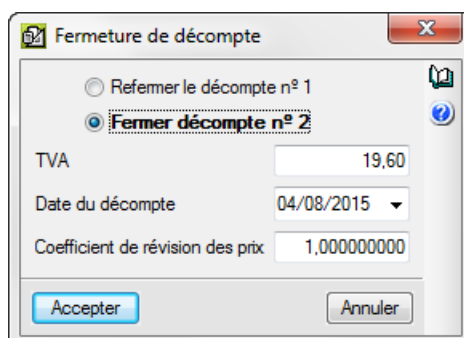 Fermeture de décompte
Refermer le décompte nº 1
Fermer décompte nº 2
TVA 19,60
Date du décompte 04/08/2015
Coefficient de révision des prix 1,000000000
Accepter Annuler